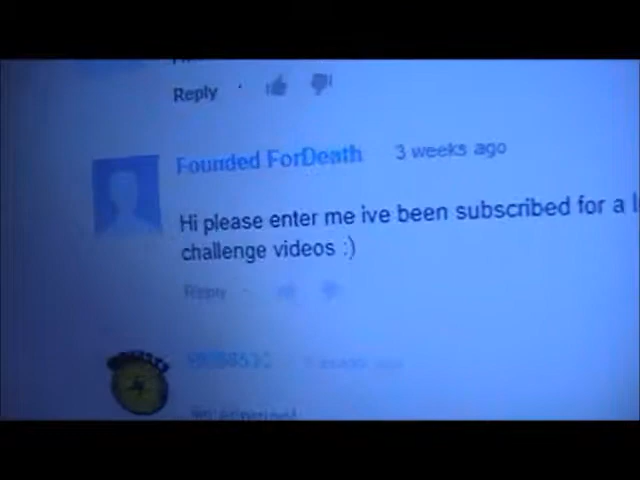 Reply ·
Founded ForDeath 3 weeks ago
Hi please enter me ive been subscribed for a
challenge videos :)
Reply ·